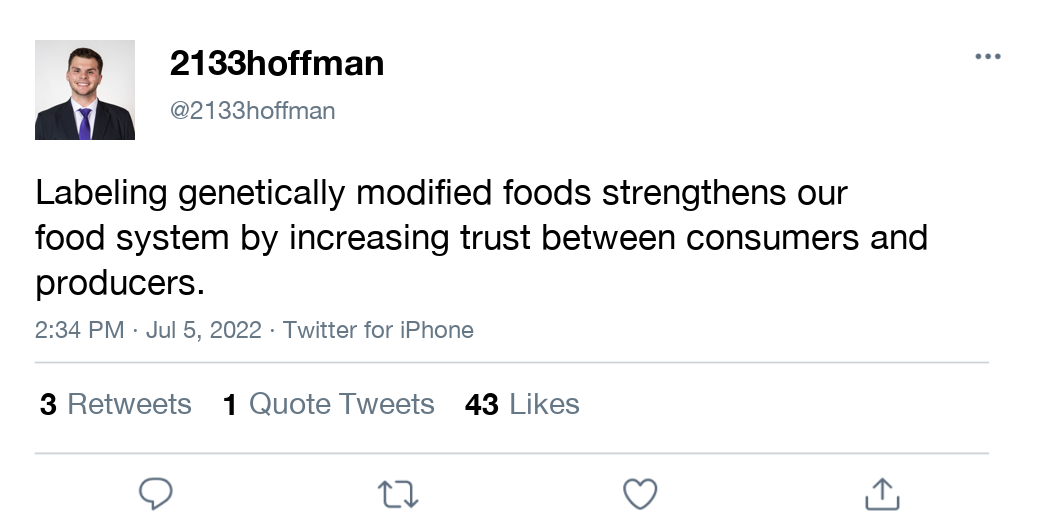 2133hoffman
@2133hoffman
Labeling genetically modified foods strengthens our
food system by increasing trust between consumers and
producers.
2:34 PM · Jul 5, 2022 · Twitter for iPhone
3 Retweets 1 Quote Tweets 43 Likes